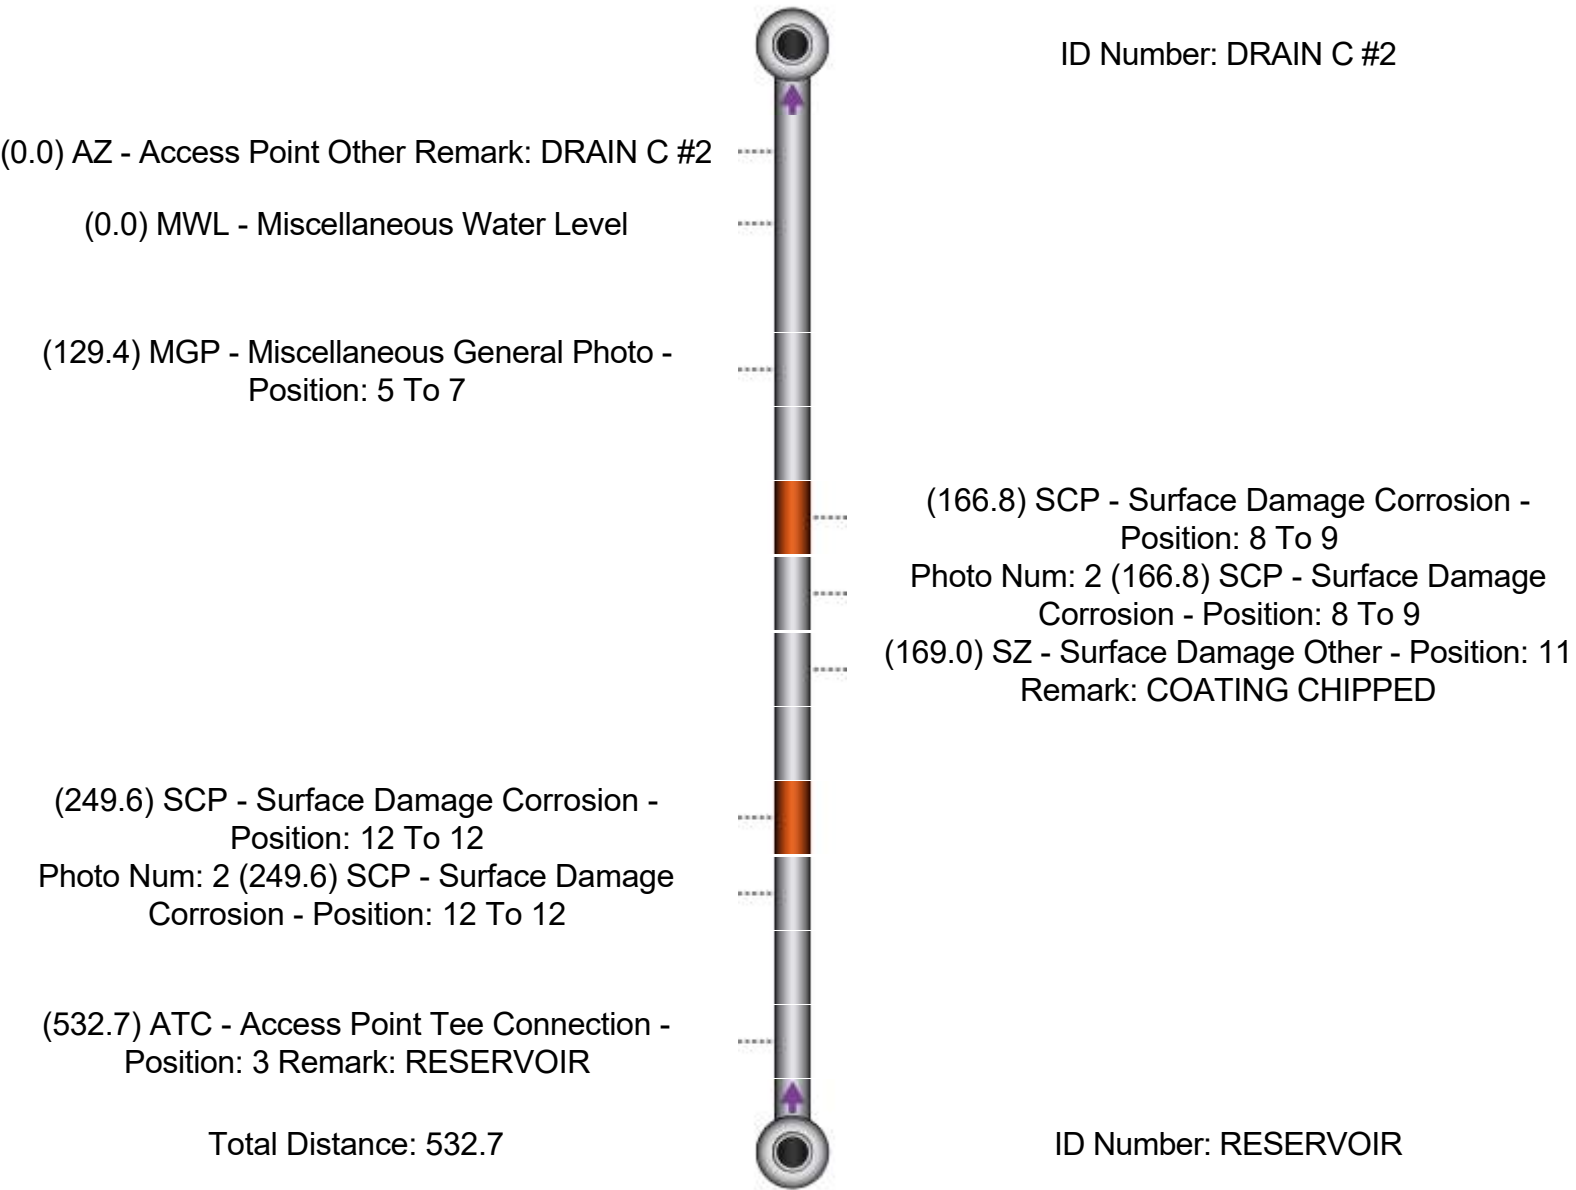 ID Number: DRAIN C #2
(0.0) AZ - Access Point Other Remark: DRAIN C #2
(0.0) MWL - Miscellaneous Water Level
(129.4) MGP - Miscellaneous General Photo -
Position: 5 To 7
(166.8) SCP - Surface Damage Corrosion -
Position: 8 To 9
Photo Num: 2 (166.8) SCP - Surface Damage
Corrosion - Position: 8 To 9
(169.0) SZ - Surface Damage Other - Position: 11
Remark: COATING CHIPPED
(249.6) SCP - Surface Damage Corrosion -
Position: 12 To 12
Photo Num: 2 (249.6) SCP - Surface Damage
Corrosion - Position: 12 To 12
(532.7) ATC - Access Point Tee Connection -
Position: 3 Remark: RESERVOIR
Total Distance: 532.7
ID Number: RESERVOIR